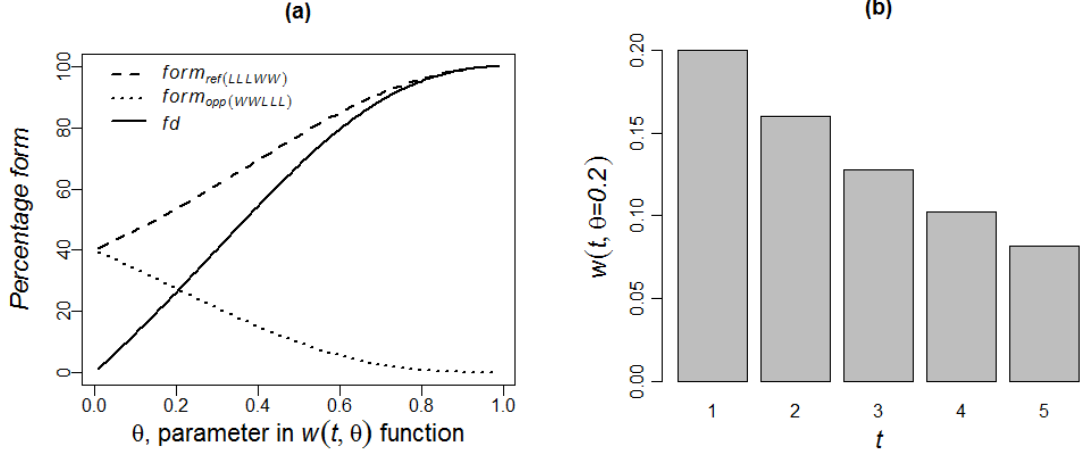 (a)
form_ref(LLLWW)
form_opp(WWLLL)
fd
Percentage form
0 20 40 60 80 100
0.0 0.2 0.4 0.6 0.8 1.0
θ, parameter in w(t, θ) function
(b)
w(t, θ=0.2)
0.00 0.05 0.10 0.15 0.20
1 2 3 4 5
t